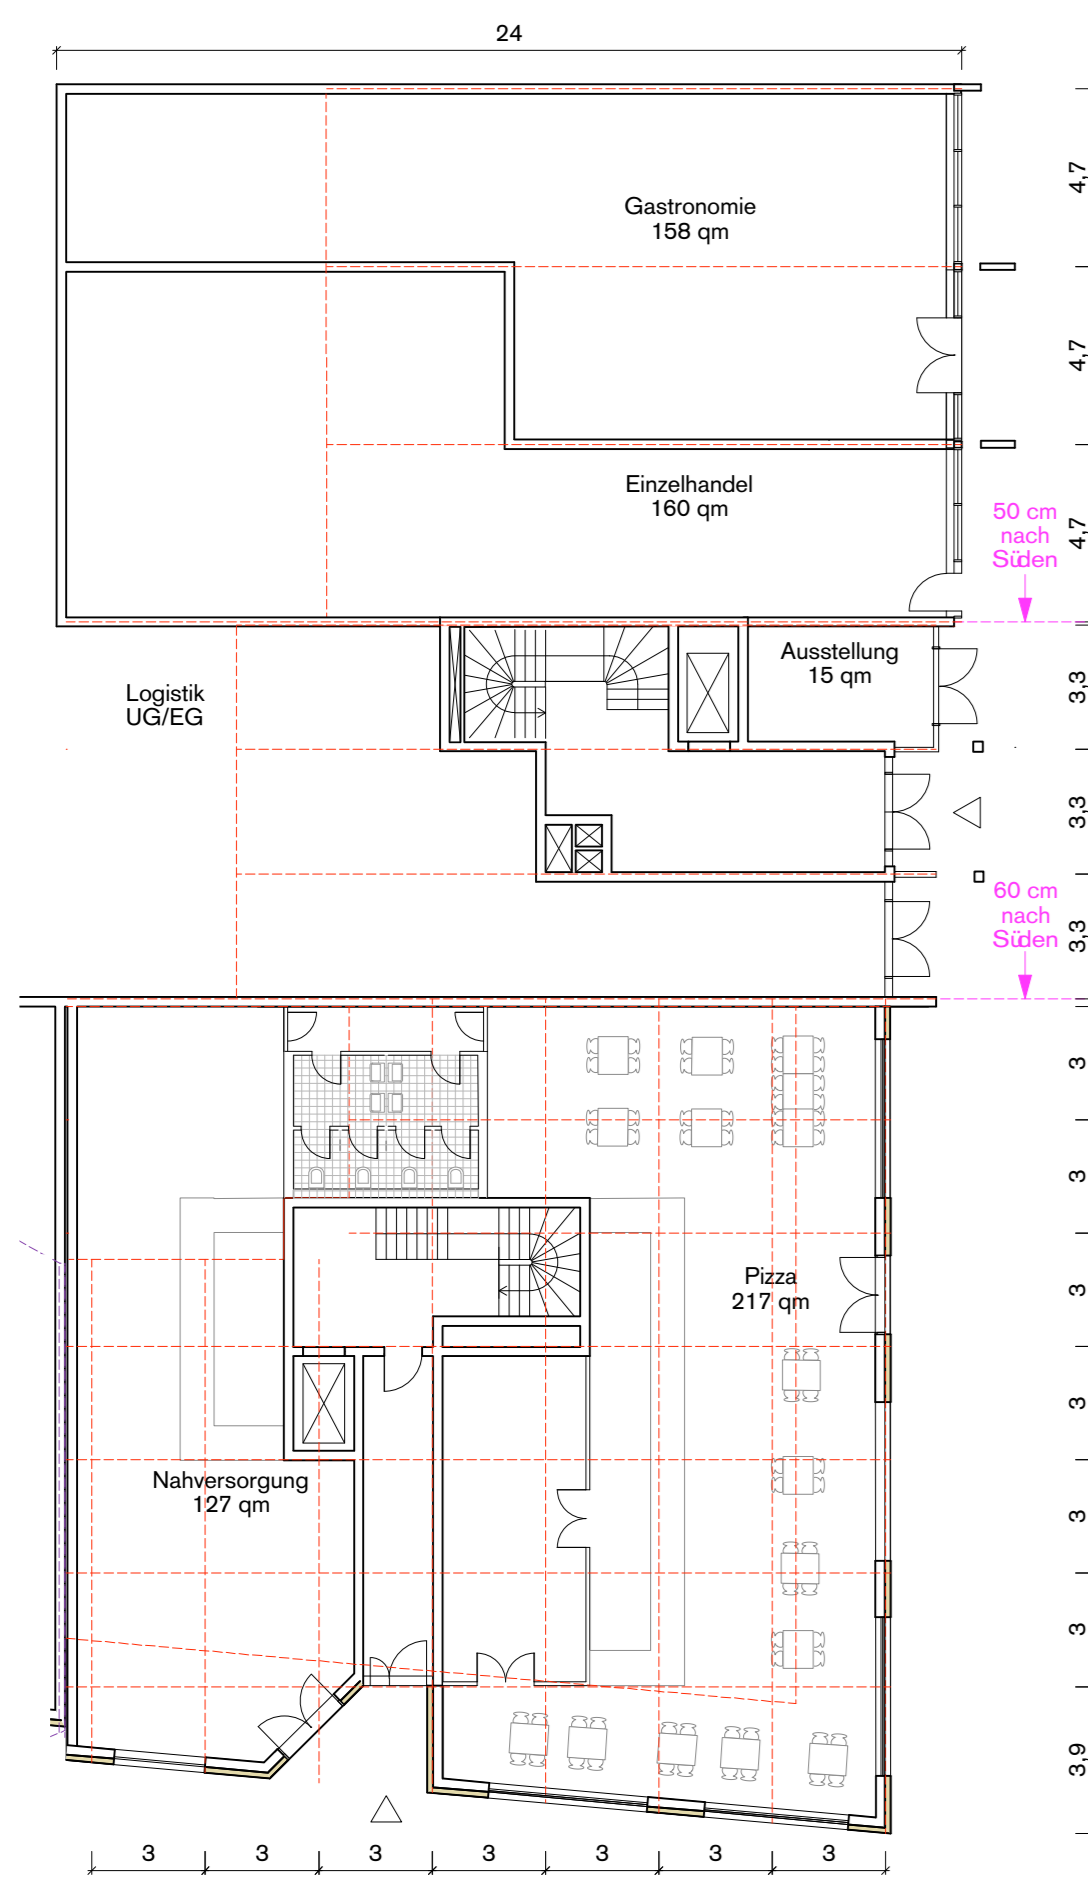 24
Gastronomie
158 qm
4,7
4,7
Einzelhandel
160 qm
4,7
50 cm
nach
Süden
Ausstellung
15 qm
Logistik
UG/EG
3,3
3,3
60 cm
nach
Süden
3,3
3
3
Pizza
217 qm
3
3
Nahversorgung
127 qm
3
3
3,9
3
3
3
3
3
3
3